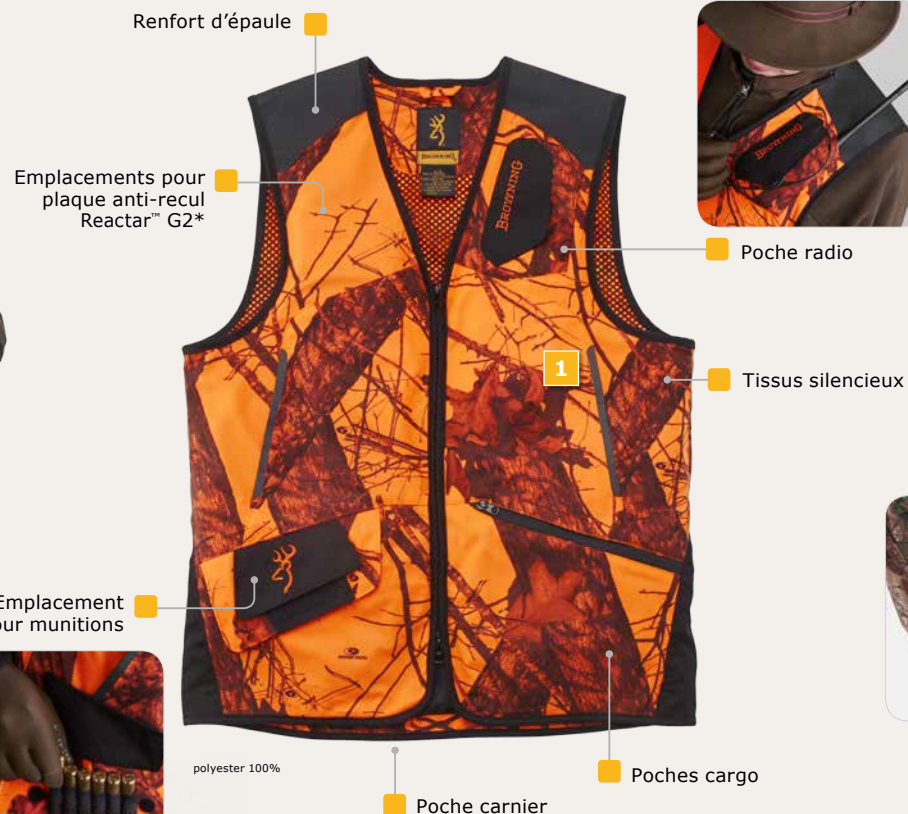 Renfort d'épaule
Emplacements pour
plaque anti-recul
Reactar™ G2*
BROWNING
BROWNING
BROWNING
Poche radio
1
Tissus silencieux
Emplacement
our munitions
polyester 100%
Poches cargo
Poche carnier